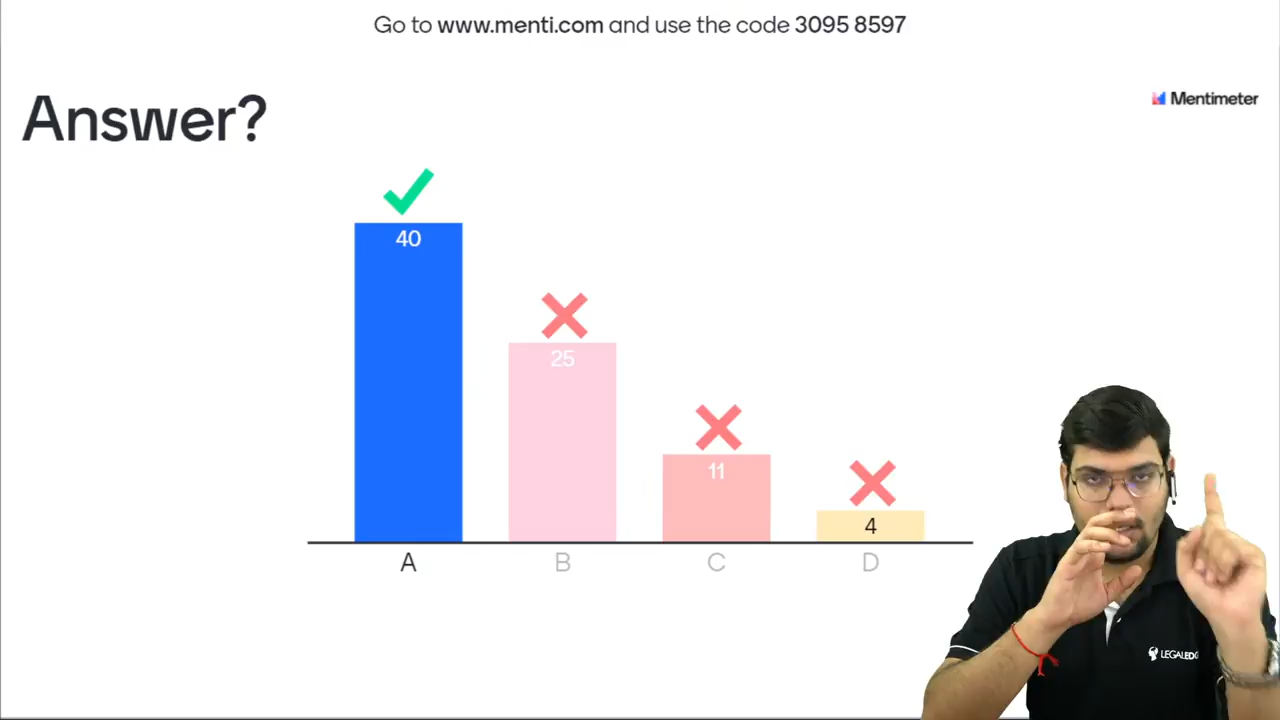 Go to www.menti.com and use the code 3095 8597
Answer?
Mentimeter
40
25
11
4
A
B
C
D